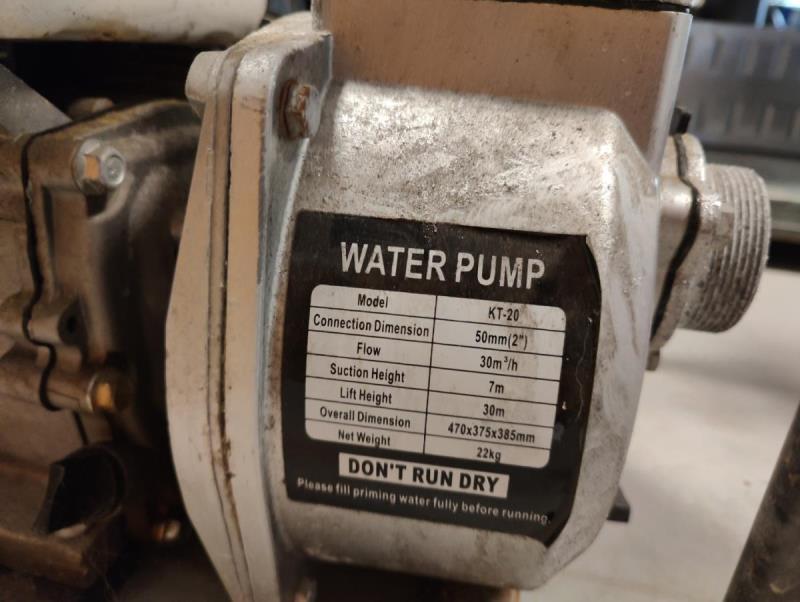 WATER PUMP
Model KT-20
Connection Dimension 50mm(2")
Flow 30m³/h
Suction Height 7m
Lift Height 30m
Overall Dimension 470x375x385mm
Net Weight 22kg
DON'T RUN DRY
Please fill priming water fully before running.